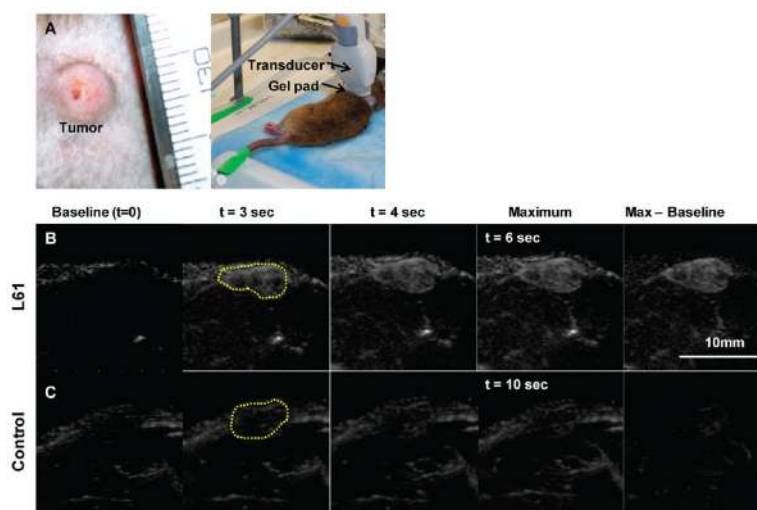 A
Tumor
Transducer
Gel pad
Baseline (t=0)
t = 3 sec
t = 4 sec
Maximum
Max – Baseline
B
L61
t = 6 sec
10mm
C
Control
t = 10 sec